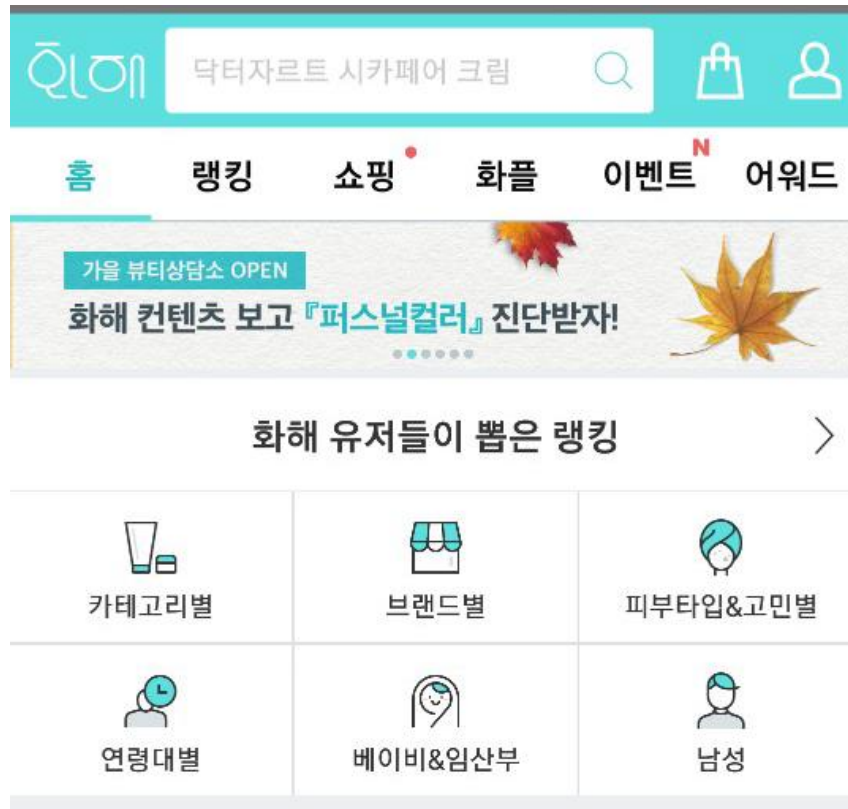 화해
닥터자르트 시카페어 크림
홈 랭킹 쇼핑 화플 이벤트 N 어워드
가을 뷰티상담소 OPEN
화해 컨텐츠 보고 『퍼스널컬러』 진단받자!
화해 유저들이 뽑은 랭킹
카테고리별 브랜드별 피부타입&고민별
연령대별 베이비&임산부 남성